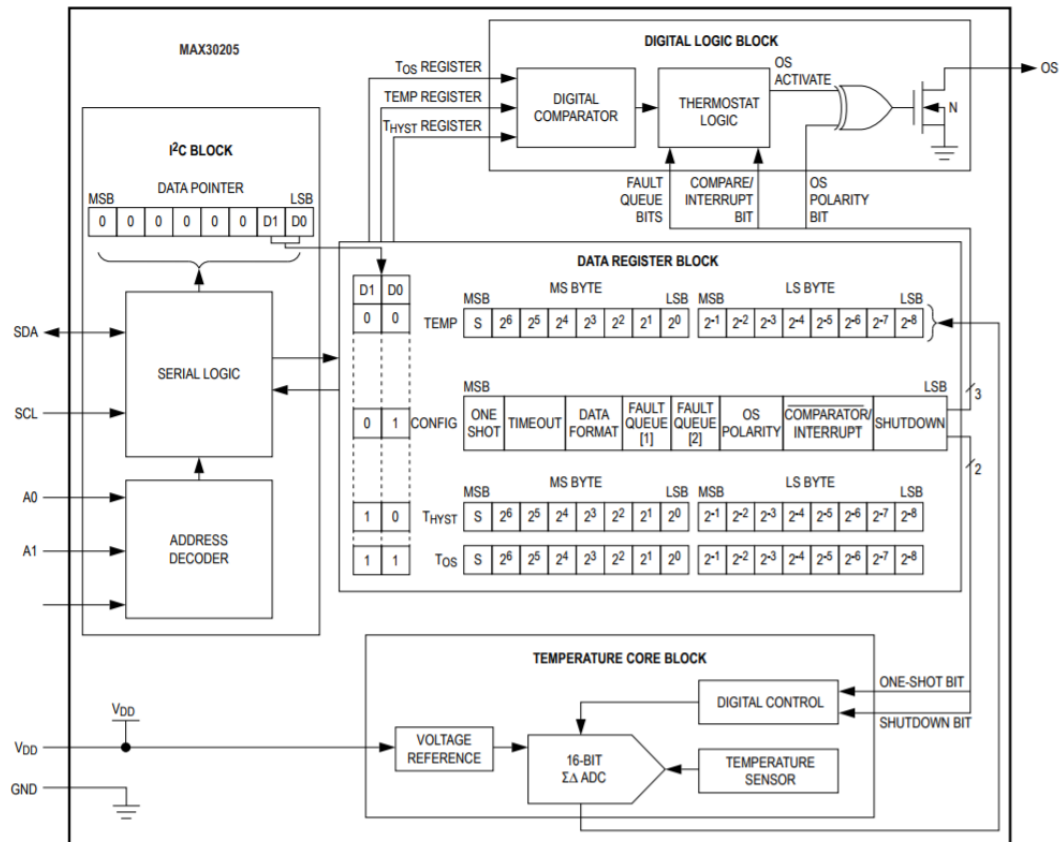 MAX30205
DIGITAL LOGIC BLOCK
TOS REGISTER
TEMP REGISTER
THYST REGISTER
DIGITAL
COMPARATOR
THERMOSTAT
LOGIC
OS
ACTIVATE
N
OS
FAULT
QUEUE
BITS
COMPARE/
INTERRUPT
BIT
OS
POLARITY
BIT
I2C BLOCK
DATA POINTER
MSB LSB
0 0 0 0 0 0 D1 D0
SERIAL LOGIC
SDA
SCL
A0
A1
ADDRESS
DECODER
DATA REGISTER BLOCK
D1 D0
MS BYTE LS BYTE
MSB LSB MSB LSB
0 0 TEMP S 2^6 2^5 2^4 2^3 2^2 2^1 2^0 2^-1 2^-2 2^-3 2^-4 2^-5 2^-6 2^-7 2^-8
MSB LSB
3
0 1 CONFIG
ONE
SHOT
TIMEOUT
DATA
FORMAT
FAULT
QUEUE
[1]
FAULT
QUEUE
[2]
OS
POLARITY
COMPARATOR/
INTERRUPT
SHUTDOWN
2
MS BYTE LS BYTE
MSB LSB MSB LSB
1 0 THYST S 2^6 2^5 2^4 2^3 2^2 2^1 2^0 2^-1 2^-2 2^-3 2^-4 2^-5 2^-6 2^-7 2^-8
1 1 TOS S 2^6 2^5 2^4 2^3 2^2 2^1 2^0 2^-1 2^-2 2^-3 2^-4 2^-5 2^-6 2^-7 2^-8
TEMPERATURE CORE BLOCK
DIGITAL CONTROL
ONE-SHOT BIT
SHUTDOWN BIT
VDD
VDD
GND
VOLTAGE
REFERENCE
16-BIT
ΣΔ ADC
TEMPERATURE
SENSOR